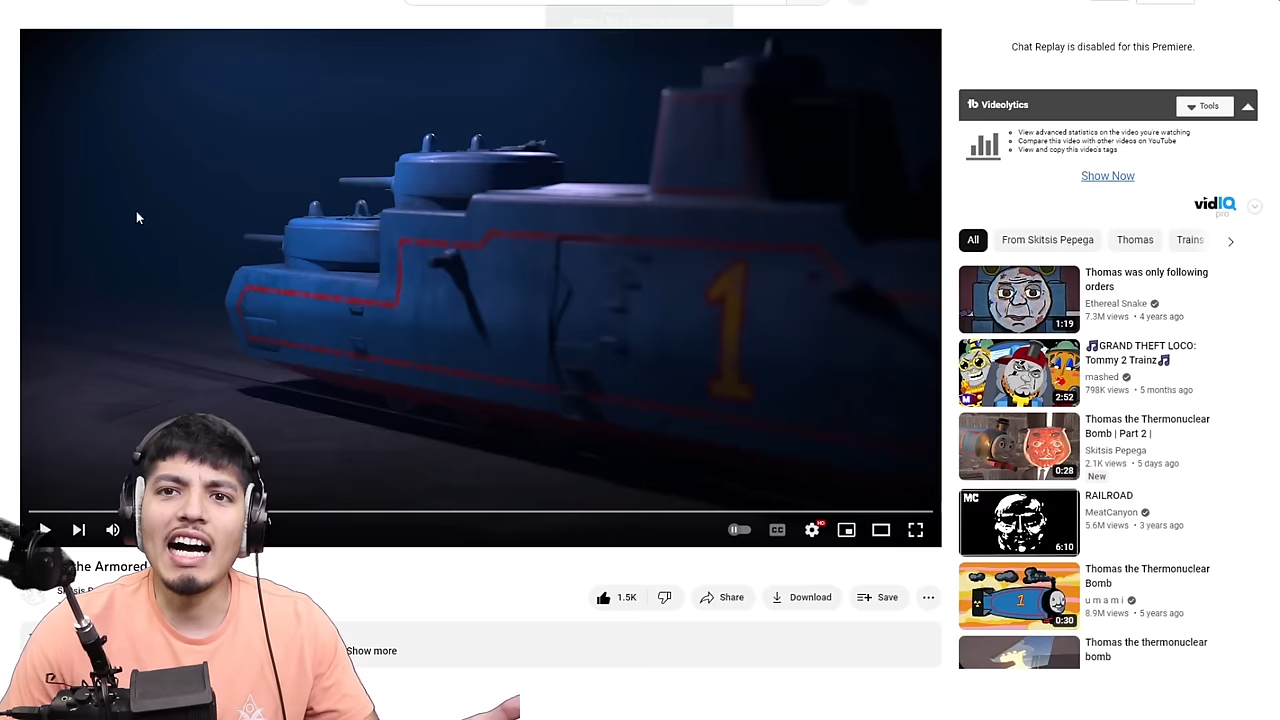 Chat Replay is disabled for this Premiere.
Videolytics
Tools
View advanced statistics on the video you're watching
Compare this video with other videos on YouTube
View and copy this video's tags
Show Now
vidIQ
pro
All
From Skitsis Pepega
Thomas
Trains
1
Thomas was only following
orders
Ethereal Snake
7.3M views • 4 years ago
1:19
🎵GRAND THEFT LOCO:
Tommy 2 Trainz🎵
mashed
798K views • 5 months ago
M
2:52
Thomas the Thermonuclear
Bomb | Part 2 |
Skitsis Pepega
2.1K views • 5 days ago
New
0:28
MC
RAILROAD
MeatCanyon
5.6M views • 3 years ago
6:10
Thomas the Thermonuclear
Bomb
u m a m i
8.9M views • 5 years ago
1
0:30
Thomas the thermonuclear
bomb
CC
HD
the Armored
1.5K
Share
Download
Save
Show more